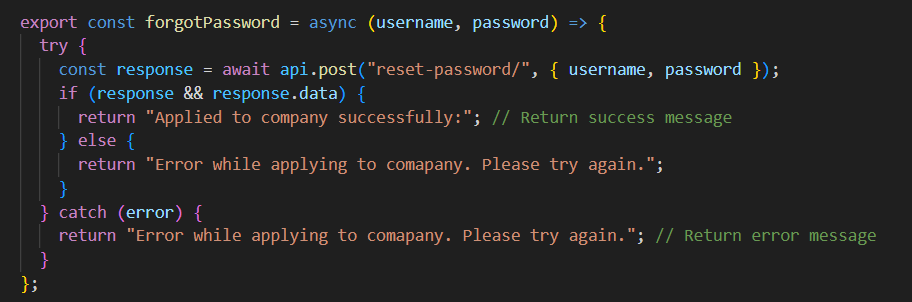 export const forgotPassword = async (username, password) => {
  try {
    const response = await api.post("reset-password/", { username, password });
    if (response && response.data) {
      return "Applied to company successfully:"; // Return success message
    } else {
      return "Error while applying to comapany. Please try again.";
    }
  } catch (error) {
    return "Error while applying to comapany. Please try again."; // Return error message
  }
};